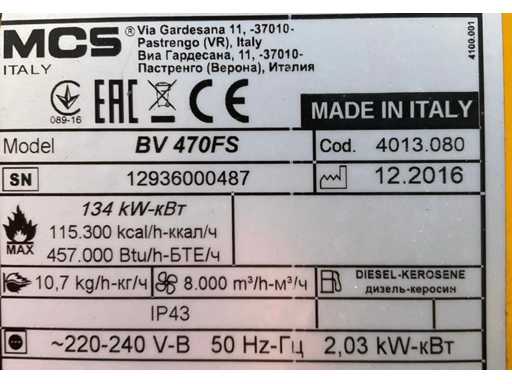 MCS ® Via Gardesana 11, -37010-
Pastrengo (VR), Italy
ITALY Виа Гардесана, 11, -37010-
Пастренго (Верона), Италия
4100.001
089-16 EAC CE MADE IN ITALY
Model BV 470FS Cod. 4013.080
SN 12936000487 12.2016
134 kW-кВт
115.300 kcal/h-ккал/ч
MAX 457.000 Btu/h-БТЕ/ч
10,7 kg/h-кг/ч 8.000 m³/h-м³/ч DIESEL-KEROSENE
дизель-керосин
IP43
~220-240 V-В 50 Hz-Гц 2,03 kW-кВт